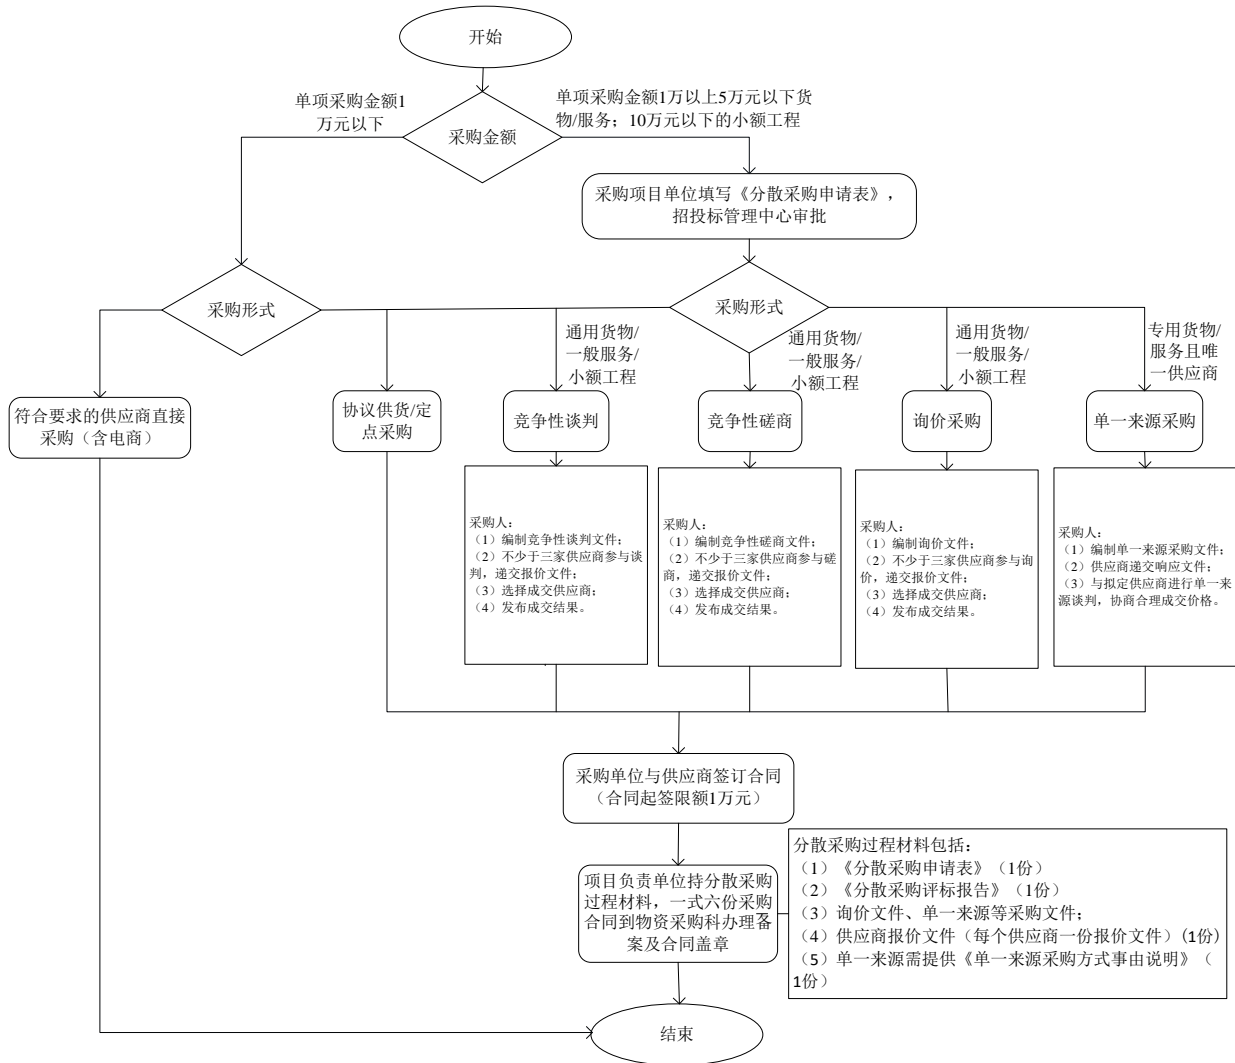 开始
单项采购金额1
万元以下
单项采购金额1万以上5万元以下货
物/服务；10万元以下的小额工程
采购金额
采购项目单位填写《分散采购申请表》，
招投标管理中心审批
采购形式
采购形式
通用货物/
一般服务/
小额工程
通用货物/
一般服务/
小额工程
通用货物/
一般服务/
小额工程
专用货物/
服务且唯
一供应商
符合要求的供应商直接
采购（含电商）
协议供货/定
点采购
竞争性谈判
竞争性磋商
询价采购
单一来源采购
采购人：
（1）编制竞争性谈判文件；
（2）不少于三家供应商参与谈
判，递交报价文件；
（3）选择成交供应商；
（4）发布成交结果。
采购人：
（1）编制竞争性磋商文件；
（2）不少于三家供应商参与磋
商，递交报价文件；
（3）选择成交供应商；
（4）发布成交结果。
采购人：
（1）编制询价文件；
（2）不少于三家供应商参与询
价，递交报价文件；
（3）选择成交供应商；
（4）发布成交结果。
采购人：
（1）编制单一来源采购文件；
（2）供应商递交响应文件；
（3）与拟定供应商进行单一来
源谈判，协商合理成交价格。
采购单位与供应商签订合同
（合同起签限额1万元）
项目负责单位持分散采购
过程材料，一式六份采购
合同到物资采购科办理备
案及合同盖章
分散采购过程材料包括：
（1）《分散采购申请表》（1份）
（2）《分散采购评标报告》（1份）
（3）询价文件、单一来源等采购文件；
（4）供应商报价文件（每个供应商一份报价文件）(1份)
（5）单一来源需提供《单一来源采购方式事由说明》（
1份）
结束